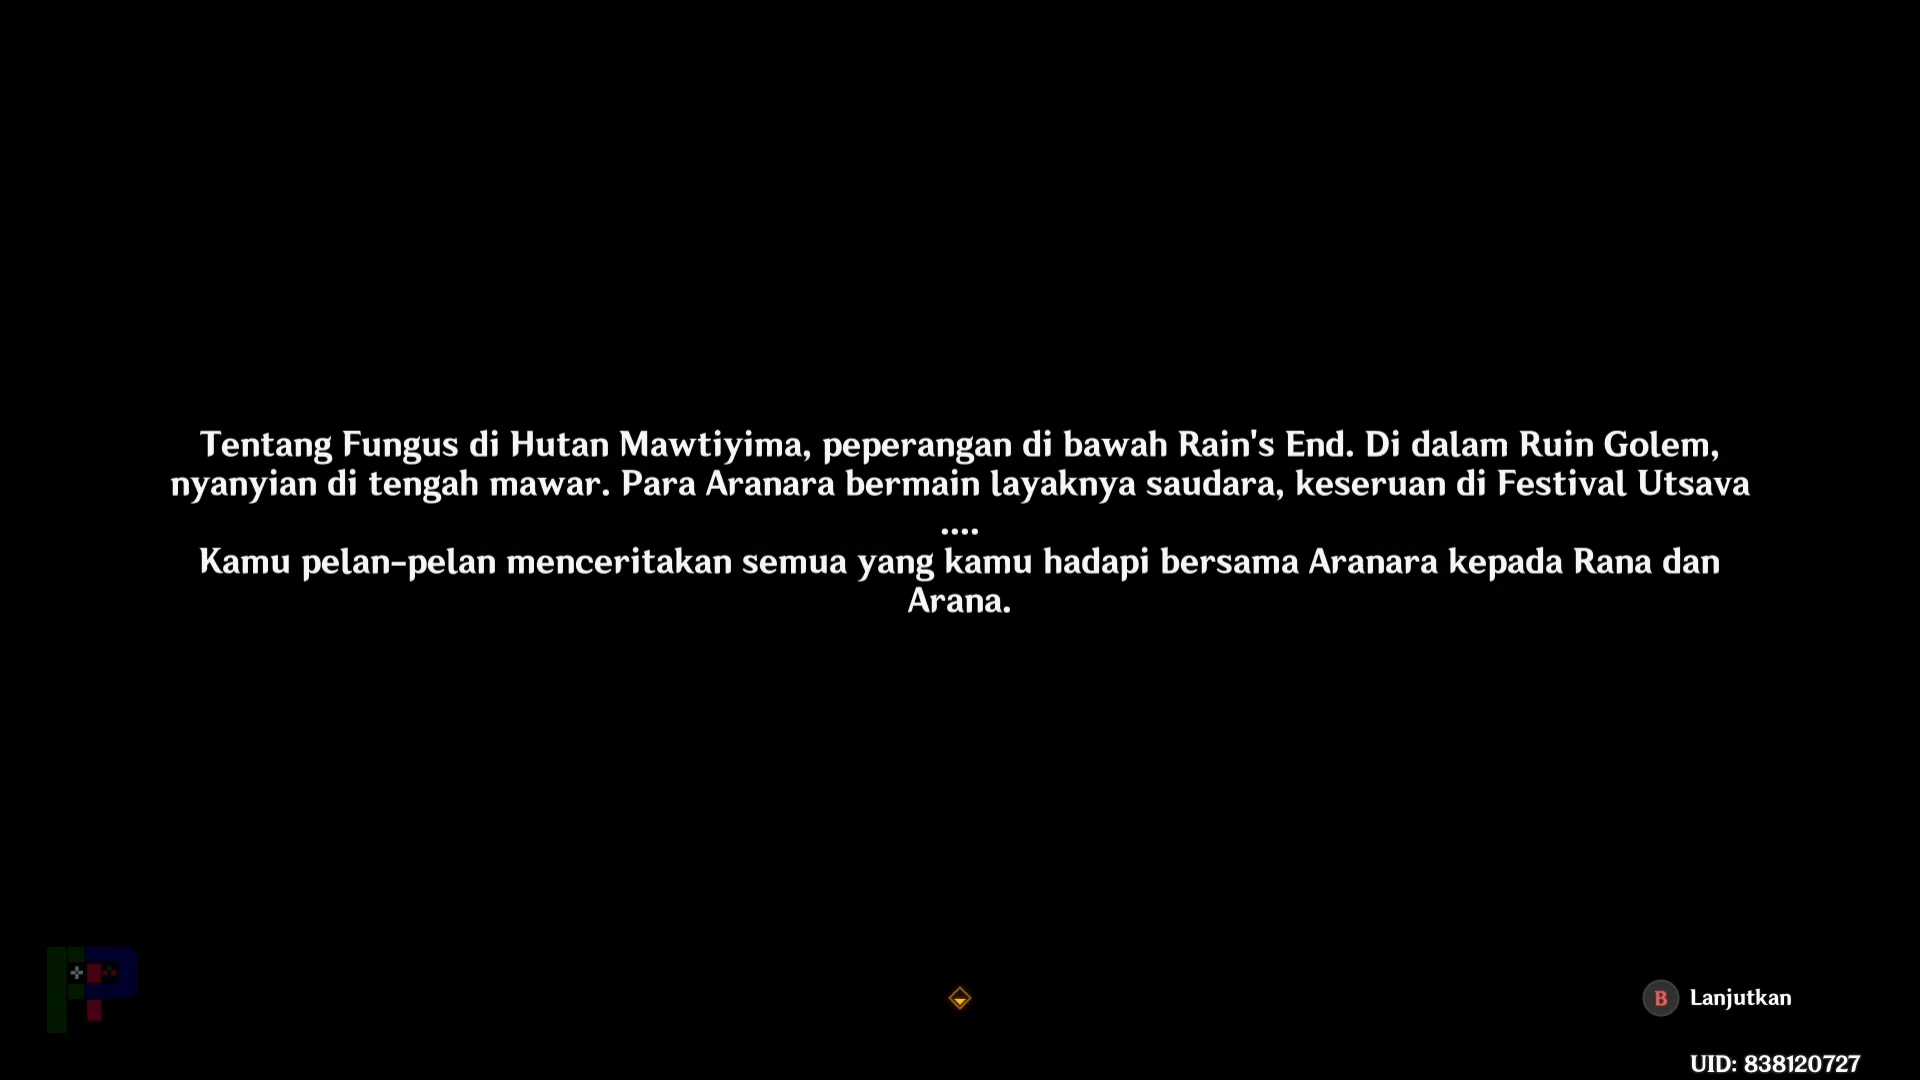 Tentang Fungus di Hutan Mawtiyima, peperangan di bawah Rain's End. Di dalam Ruin Golem,
nyanyian di tengah mawar. Para Aranara bermain layaknya saudara, keseruan di Festival Utsava
....
Kamu pelan-pelan menceritakan semua yang kamu hadapi bersama Aranara kepada Rana dan
Arana.
B Lanjutkan
UID: 838120727